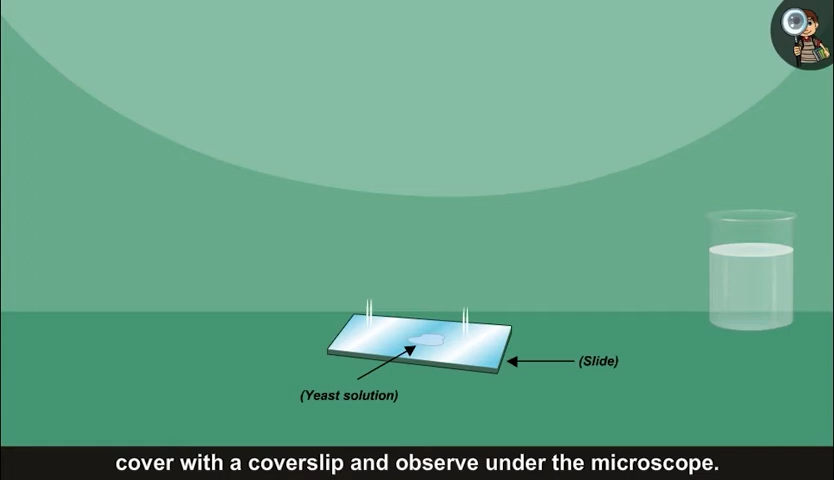 (Slide)
(Yeast solution)
cover with a coverslip and observe under the microscope.